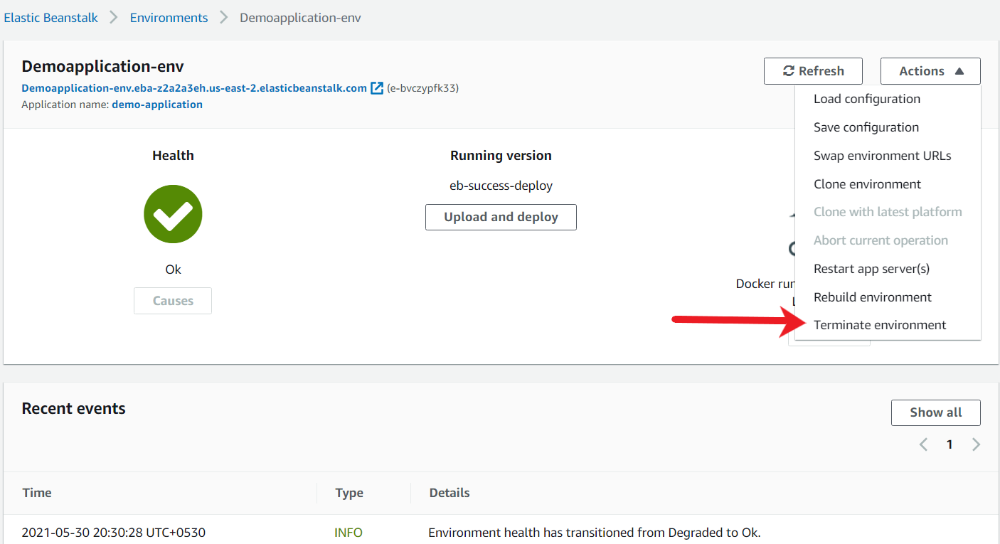 Elastic Beanstalk > Environments > Demoapplication-env
Demoapplication-env
Demoapplication-env.eba-z2a2a3eh.us-east-2.elasticbeanstalk.com (e-bvczypfk33)
Application name: demo-application
Refresh
Actions
Load configuration
Save configuration
Swap environment URLs
Clone environment
Clone with latest platform
Abort current operation
Restart app server(s)
Rebuild environment
Terminate environment
Health
Ok
Causes
Running version
eb-success-deploy
Upload and deploy
Docker
Recent events
Show all
1
Time Type Details
2021-05-30 20:30:28 UTC+0530 INFO Environment health has transitioned from Degraded to Ok.